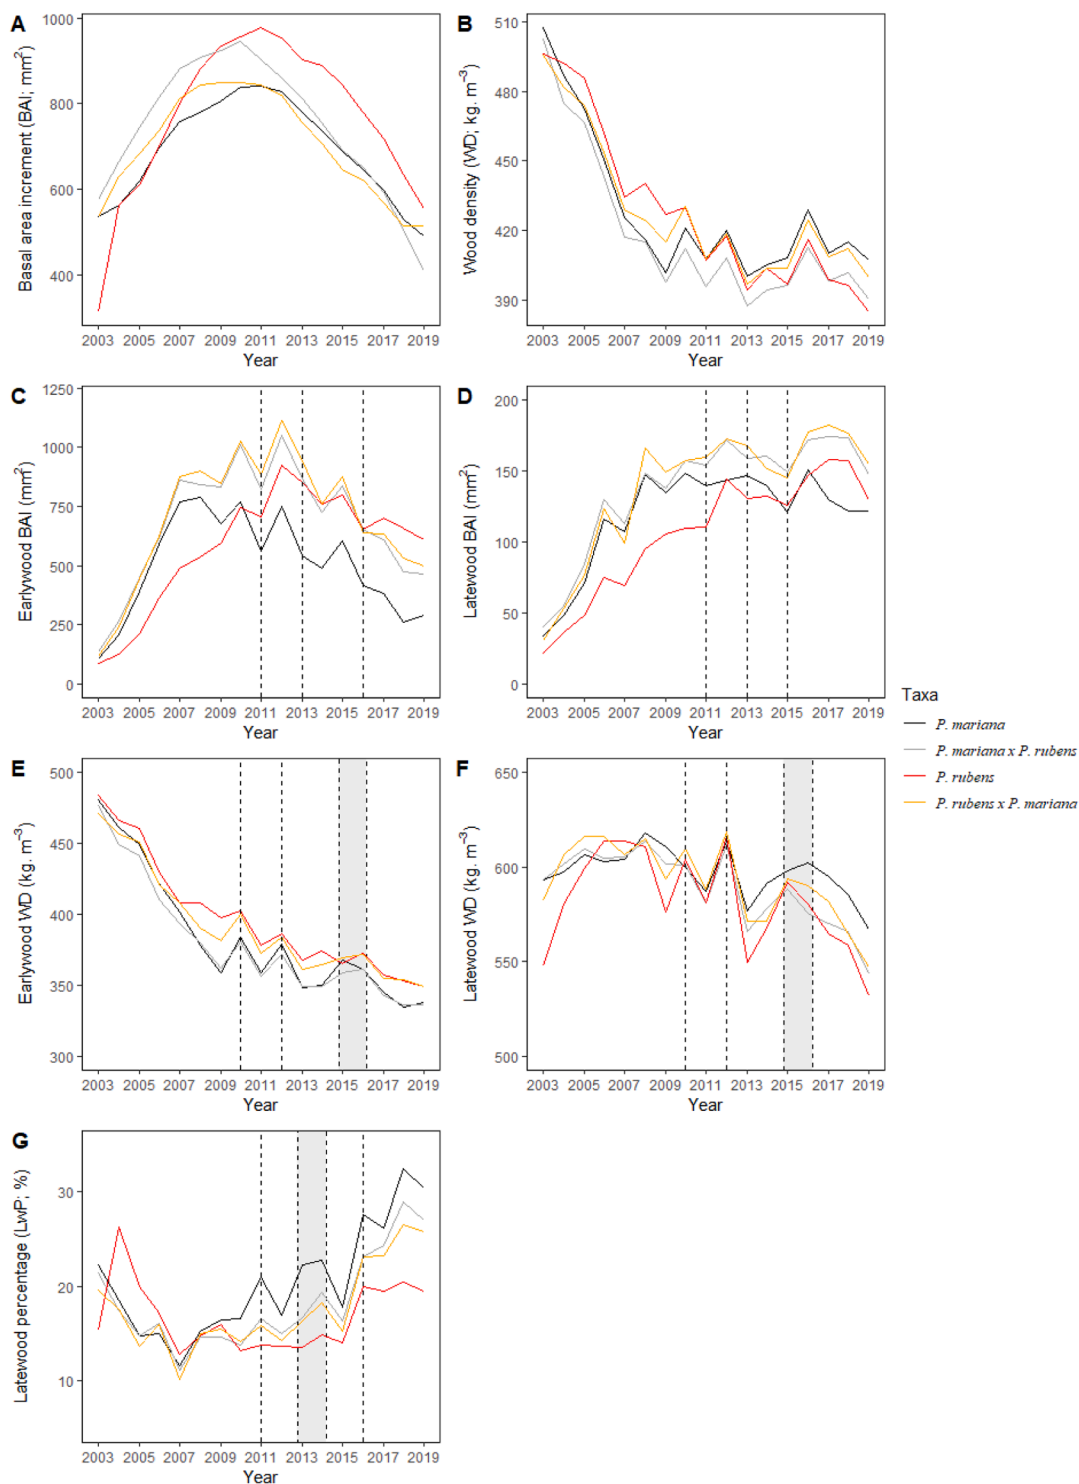 A
Basal area increment (BAI; mm²)
1000
800
600
400
2003 2005 2007 2009 2011 2013 2015 2017 2019
Year
B
Wood density (WD; kg. m⁻³)
510
480
450
420
390
2003 2005 2007 2009 2011 2013 2015 2017 2019
Year
C
Earlywood BAI (mm²)
1250
1000
750
500
250
0
2003 2005 2007 2009 2011 2013 2015 2017 2019
Year
D
Latewood BAI (mm²)
200
150
100
50
0
2003 2005 2007 2009 2011 2013 2015 2017 2019
Year
Taxa
P. mariana
P. mariana x P. rubens
P. rubens
P. rubens x P. mariana
E
Earlywood WD (kg. m⁻³)
500
450
400
350
300
2003 2005 2007 2009 2011 2013 2015 2017 2019
Year
F
Latewood WD (kg. m⁻³)
650
600
550
500
2003 2005 2007 2009 2011 2013 2015 2017 2019
Year
G
Latewood percentage (LwP; %)
30
20
10
2003 2005 2007 2009 2011 2013 2015 2017 2019
Year